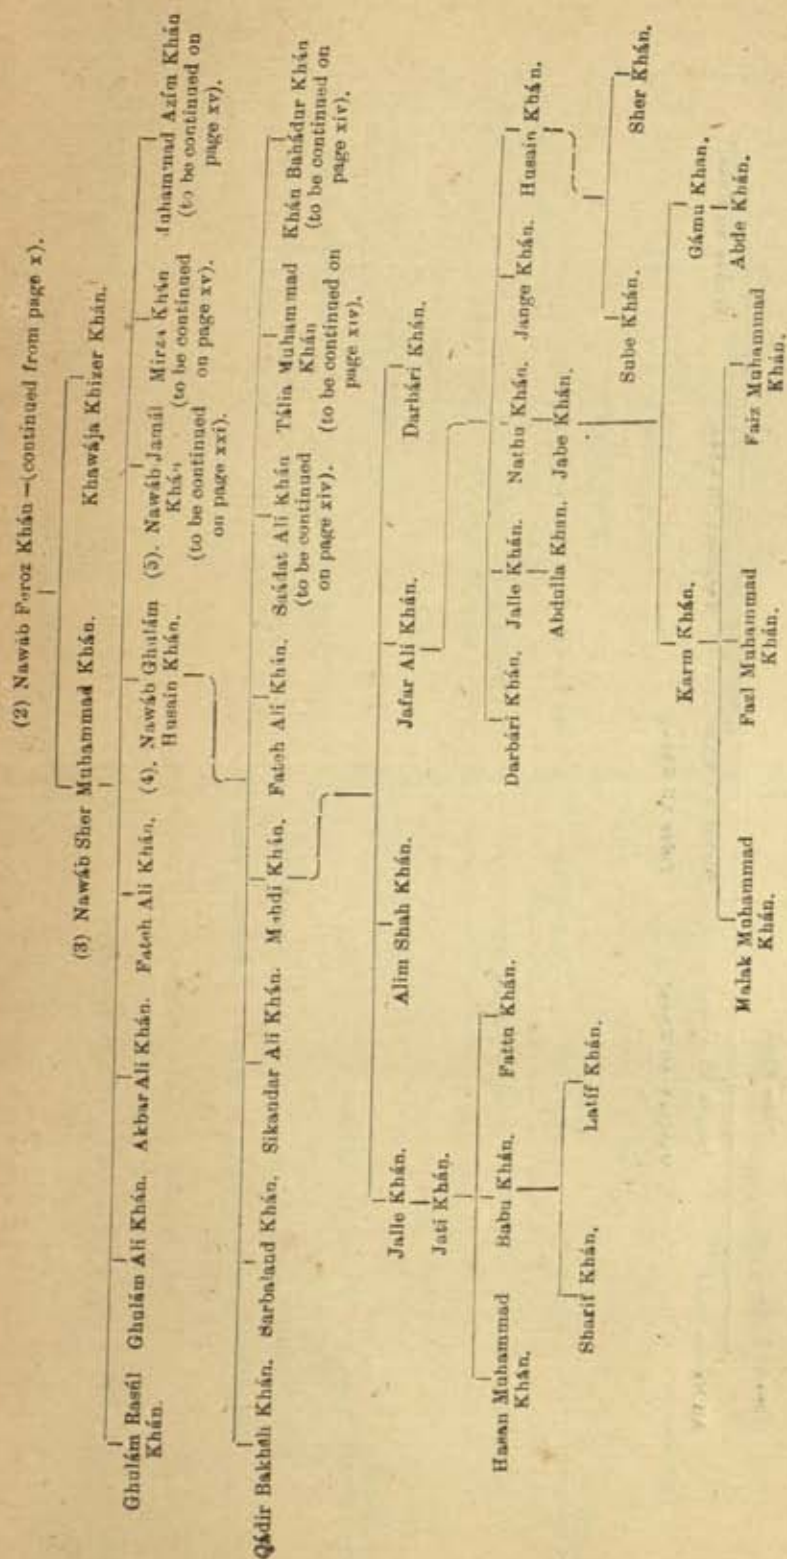 (2) Nawáb Feroz Khán —(continued from page x).
(3) Nawáb Sher Muhammad Khán. Khawája Khizer Khán.
Ghulám Rasúl Khán.
Ghulám Ali Khán.
Akbar Ali Khán.
Fateh Ali Khán.
(4). Nawáb Ghulám Husain Khán.
(5). Nawáb Jamál Khán
(to be continued on page xxi).
Mirza Khán
(to be continued on page xv).
Muhammad Azím Khán
(to be continued on page xv).
Qádir Bakhsh Khán.
Sarbaland Khán.
Sikandar Ali Khán.
Mehdi Khán.
Fateh Ali Khán.
Saádat Ali Khán
(to be continued on page xiv).
Tália Muhammad Khán
(to be continued on page xiv).
Khán Bahádur Khán
(to be continued on page xiv).
Jalle Khán.
Alim Shah Khán.
Jafar Ali Khán.
Darbári Khán.
Jati Khán.
Hasan Muhammad Khán.
Babu Khán.
Fattu Khán.
Sharif Khán.
Latíf Khán.
Darbári Khán.
Jalle Khán.
Nathu Khán.
Jange Khán.
Husain Khán.
Abdulla Khan.
Jabe Khán.
Sube Khán.
Sher Khán.
Karm Khán.
Gámu Khan.
Malak Muhammad Khán.
Fazl Muhammad Khán.
Faiz Muhammad Khán.
Abde Khán.